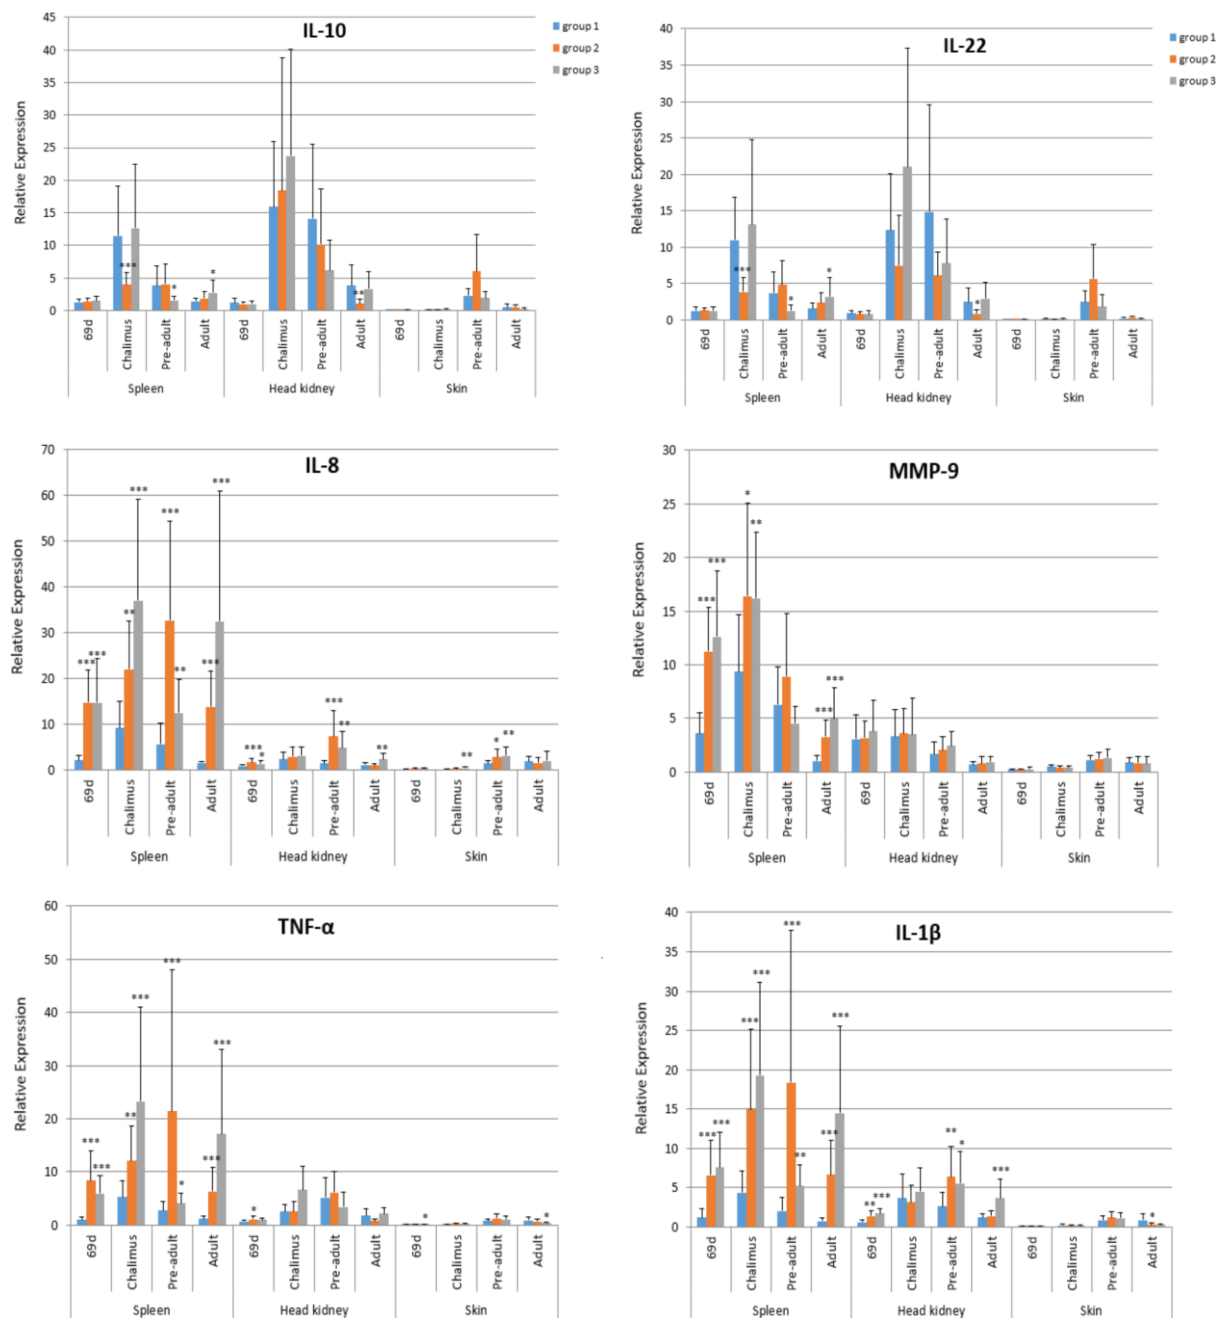 IL-10
group 1
group 2
group 3
Relative Expression
45
40
35
30
25
20
15
10
5
0
***
*
*
**
69d
Chalimus
Pre-adult
Adult
69d
Chalimus
Pre-adult
Adult
69d
Chalimus
Pre-adult
Adult
Spleen
Head kidney
Skin
IL-22
group 1
group 2
group 3
Relative Expression
40
35
30
25
20
15
10
5
0
***
*
*
*
69d
Chalimus
Pre-adult
Adult
69d
Chalimus
Pre-adult
Adult
69d
Chalimus
Pre-adult
Adult
Spleen
Head kidney
Skin
IL-8
Relative Expression
70
60
50
40
30
20
10
0
***
***
**
***
***
**
***
***
***
*
***
**
**
**
*
**
69d
Chalimus
Pre-adult
Adult
69d
Chalimus
Pre-adult
Adult
69d
Chalimus
Pre-adult
Adult
Spleen
Head kidney
Skin
MMP-9
Relative Expression
30
25
20
15
10
5
0
***
***
*
**
***
***
69d
Chalimus
Pre-adult
Adult
69d
Chalimus
Pre-adult
Adult
69d
Chalimus
Pre-adult
Adult
Spleen
Head kidney
Skin
TNF-α
Relative Expression
60
50
40
30
20
10
0
***
***
**
***
***
*
***
***
*
*
*
69d
Chalimus
Pre-adult
Adult
69d
Chalimus
Pre-adult
Adult
69d
Chalimus
Pre-adult
Adult
Spleen
Head kidney
Skin
IL-1β
Relative Expression
40
35
30
25
20
15
10
5
0
***
***
***
***
***
**
***
***
**
***
**
*
***
*
69d
Chalimus
Pre-adult
Adult
69d
Chalimus
Pre-adult
Adult
69d
Chalimus
Pre-adult
Adult
Spleen
Head kidney
Skin